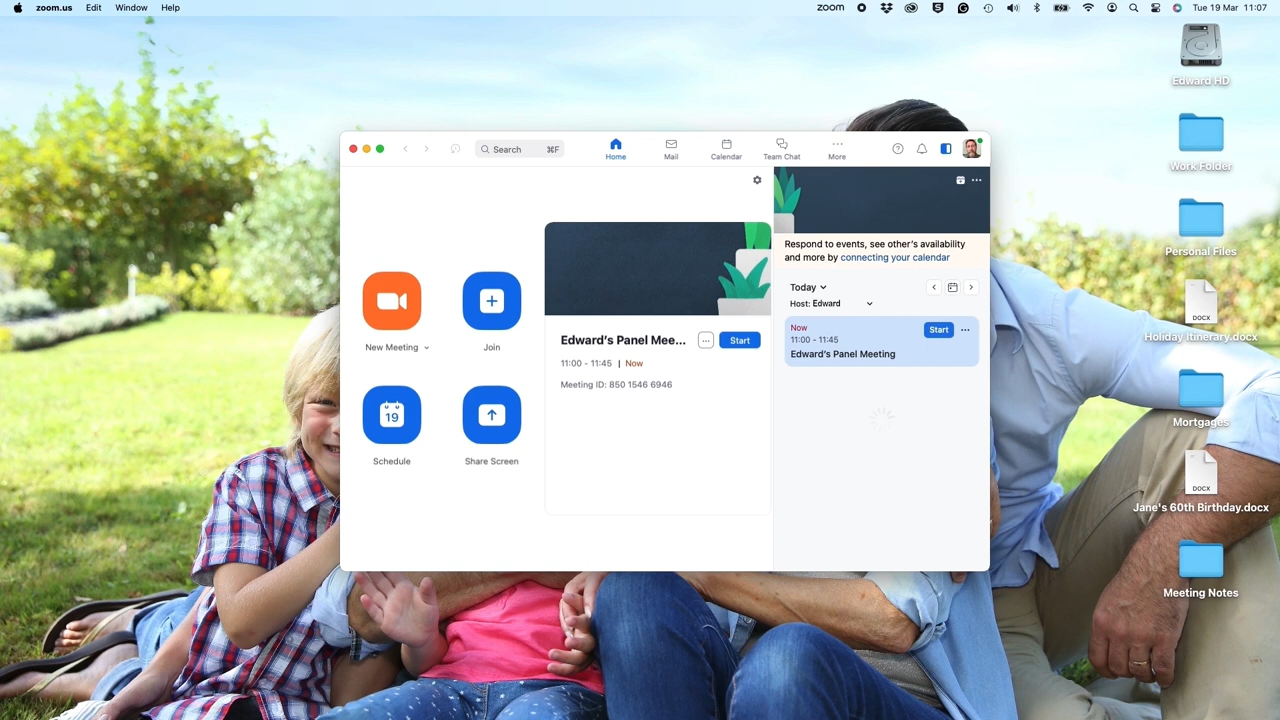 zoom.us Edit Window Help
zoom
Tue 19 Mar 11:07
Edward HD
Work Folder
Personal Files
DOCX
Holiday Itinerary.docx
Mortgages
DOCX
Jane's 60th Birthday.docx
Meeting Notes
Search ⌘F
Home
Mail
Calendar
Team Chat
More
New Meeting
Join
19
Schedule
Share Screen
Edward's Panel Mee...
Start
11:00 - 11:45 | Now
Meeting ID: 850 1546 6946
Respond to events, see other's availability
and more by connecting your calendar
Today
Host: Edward
Now
Start
11:00 - 11:45
Edward's Panel Meeting